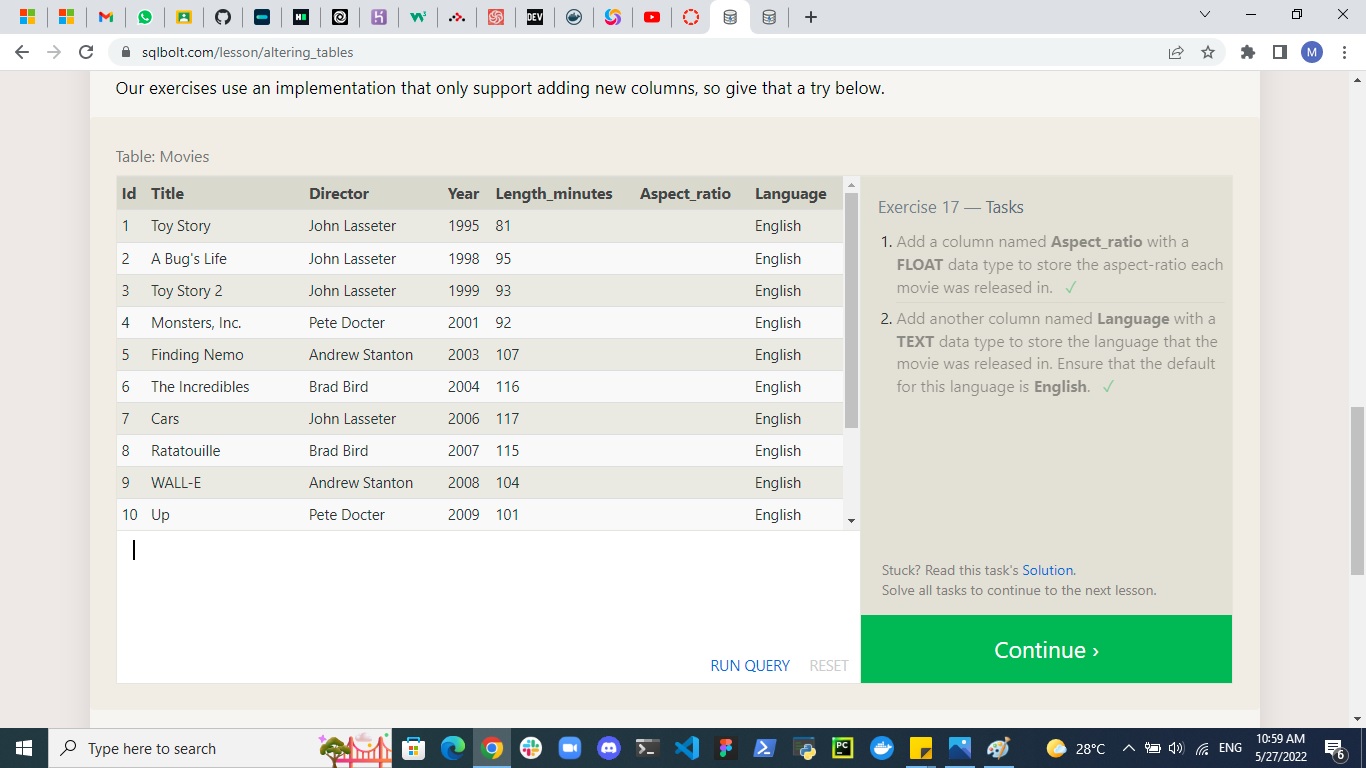 DEV
sqlbolt.com/lesson/altering_tables
M
Our exercises use an implementation that only support adding new columns, so give that a try below.
Table: Movies
Id Title Director Year Length_minutes Aspect_ratio Language
1 Toy Story John Lasseter 1995 81 English
2 A Bug's Life John Lasseter 1998 95 English
3 Toy Story 2 John Lasseter 1999 93 English
4 Monsters, Inc. Pete Docter 2001 92 English
5 Finding Nemo Andrew Stanton 2003 107 English
6 The Incredibles Brad Bird 2004 116 English
7 Cars John Lasseter 2006 117 English
8 Ratatouille Brad Bird 2007 115 English
9 WALL-E Andrew Stanton 2008 104 English
10 Up Pete Docter 2009 101 English
RUN QUERY RESET
Exercise 17 — Tasks
1. Add a column named Aspect_ratio with a
FLOAT data type to store the aspect-ratio each
movie was released in. ✓
2. Add another column named Language with a
TEXT data type to store the language that the
movie was released in. Ensure that the default
for this language is English. ✓
Stuck? Read this task's Solution.
Solve all tasks to continue to the next lesson.
Continue ›
Type here to search
PC
28°C
ENG
10:59 AM
5/27/2022
6